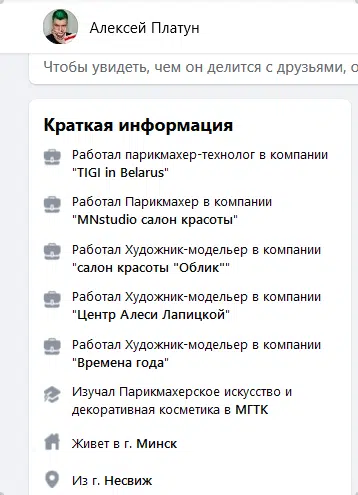 Алексей Платун
Чтобы увидеть, чем он делится с друзьями, о
Краткая информация
Работал парикмахер-технолог в компании
"TIGI in Belarus"
Работал Парикмахер в компании
"MNstudio салон красоты"
Работал Художник-модельер в компании
"салон красоты "Облик""
Работал Художник-модельер в компании
"Центр Алеси Лапицкой"
Работал Художник-модельер в компании
"Времена года"
Изучал Парикмахерское искусство и
декоративная косметика в МГТК
Живет в г. Минск
Из г. Несвиж